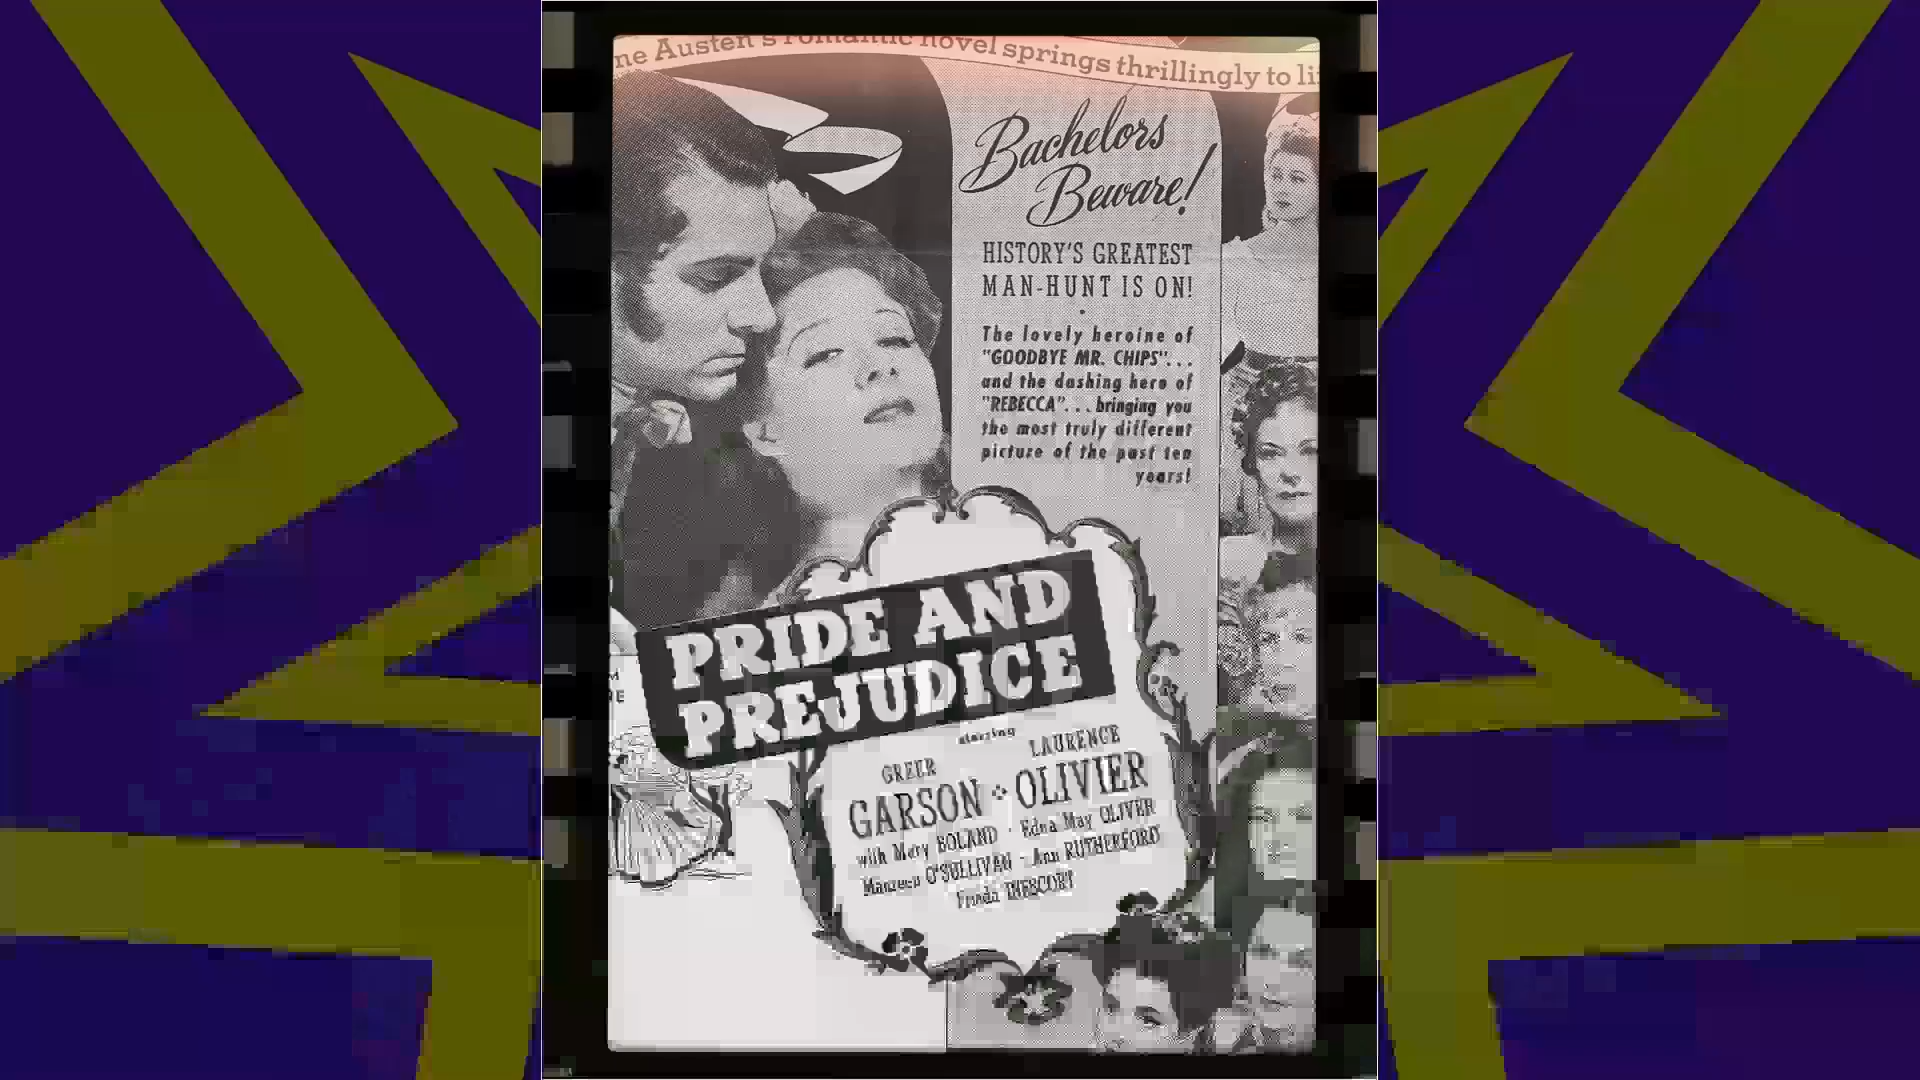 ne Austen's romantic novel springs thrillingly to li
Bachelors
Beware!
HISTORY'S GREATEST
MAN-HUNT IS ON!
The lovely heroine of
"GOODBYE MR. CHIPS"...
and the dashing hero of
"REBECCA"...bringing you
the most truly different
picture of the past ten
years!
PRIDE AND
PREJUDICE
starring
GREER LAURENCE
GARSON OLIVIER
with Mary BOLAND · Edna May OLIVER
Maureen O'SULLIVAN - Ann RUTHERFORD
Frieda INESCORT